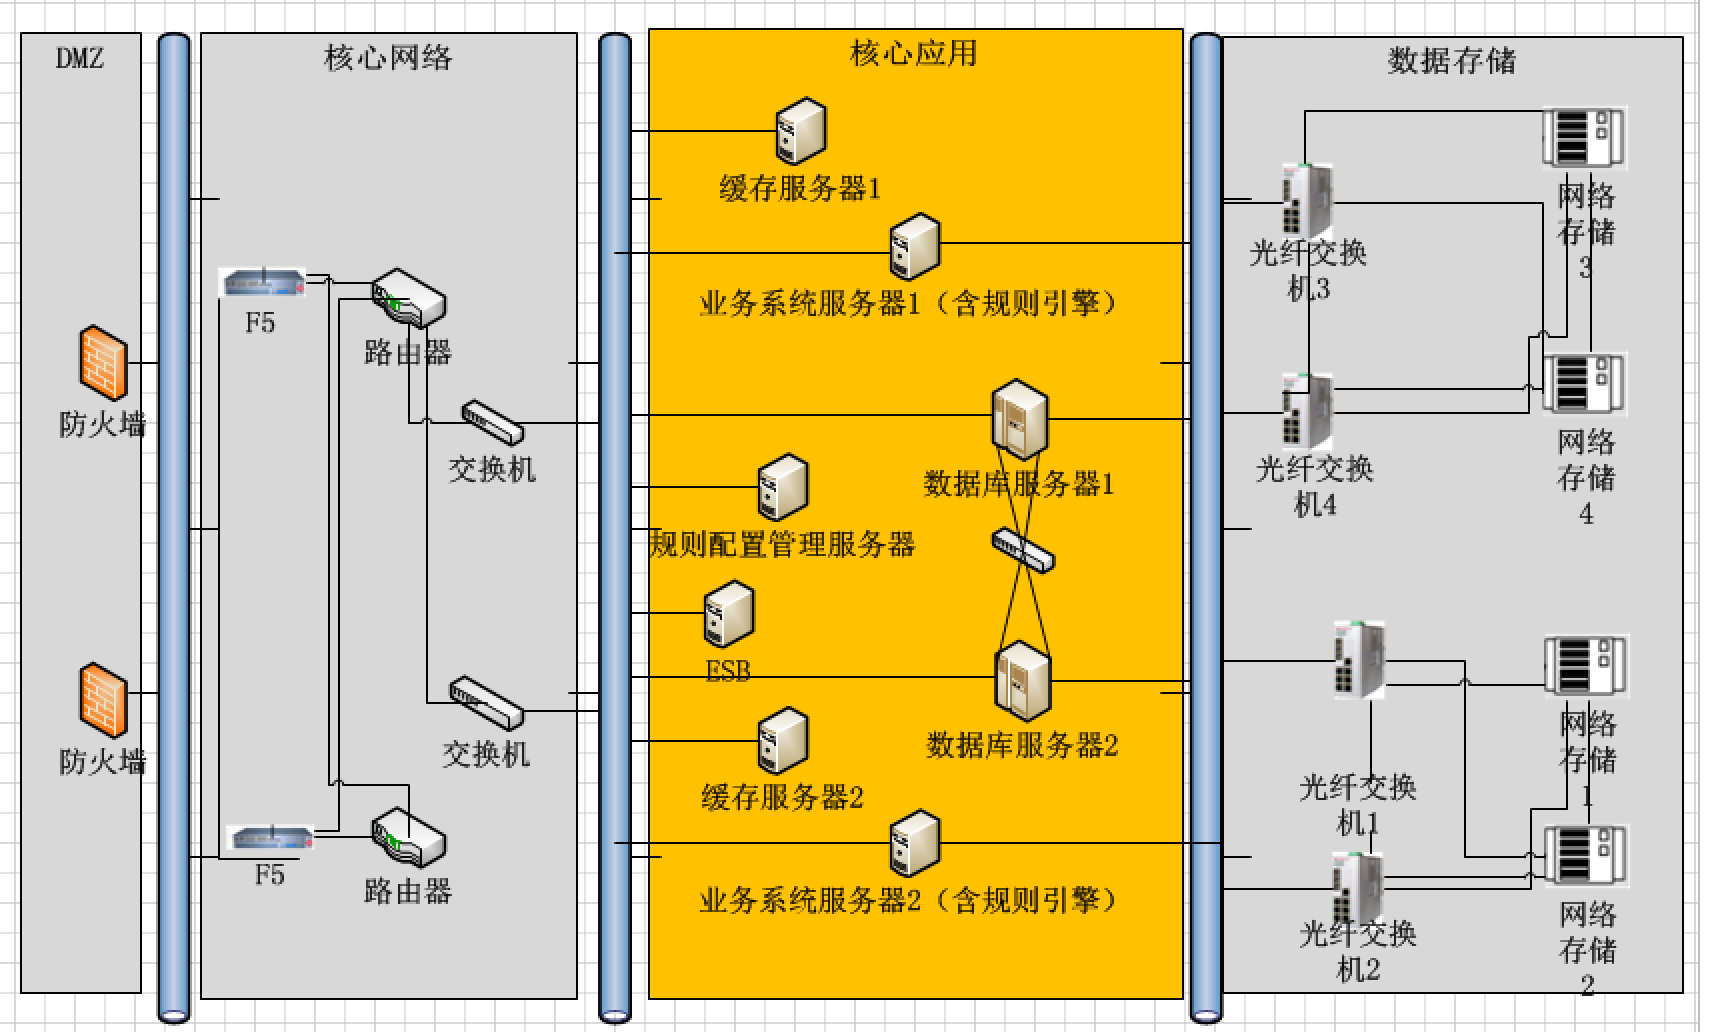 DMZ
防火墙
防火墙
核心网络
F5
路由器
交换机
交换机
F5
路由器
核心应用
缓存服务器1
业务系统服务器1（含规则引擎）
数据库服务器1
规则配置管理服务器
ESB
数据库服务器2
缓存服务器2
业务系统服务器2（含规则引擎）
数据存储
网络
存储
3
光纤交换
机3
网络
存储
4
光纤交换
机4
网络
存储
1
光纤交换
机1
网络
存储
2
光纤交换
机2